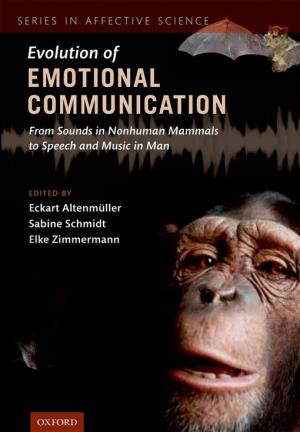 SERIES IN AFFECTIVE SCIENCE
Evolution of
EMOTIONAL
COMMUNICATION
From Sounds in Nonhuman Mammals
to Speech and Music in Man
EDITED BY
Eckart Altenmüller
Sabine Schmidt
Elke Zimmermann
OXFORD